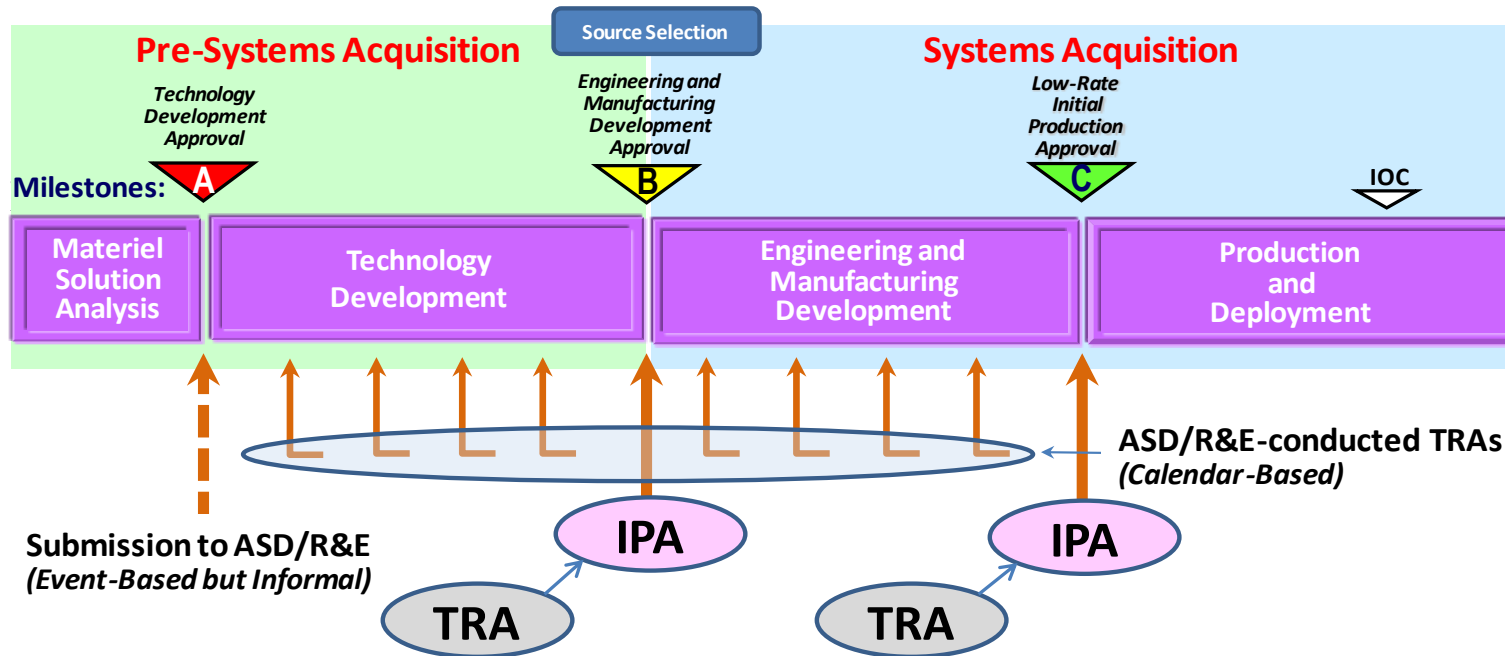 Source Selection
Pre-Systems Acquisition
Systems Acquisition
Technology
Development
Approval
Engineering and
Manufacturing
Development
Approval
Low-Rate
Initial
Production
Approval
Milestones:
A
B
C
IOC
Materiel
Solution
Analysis
Technology
Development
Engineering and
Manufacturing
Development
Production
and
Deployment
ASD/R&E-conducted TRAs
(Calendar-Based)
Submission to ASD/R&E
(Event-Based but Informal)
IPA
IPA
TRA
TRA